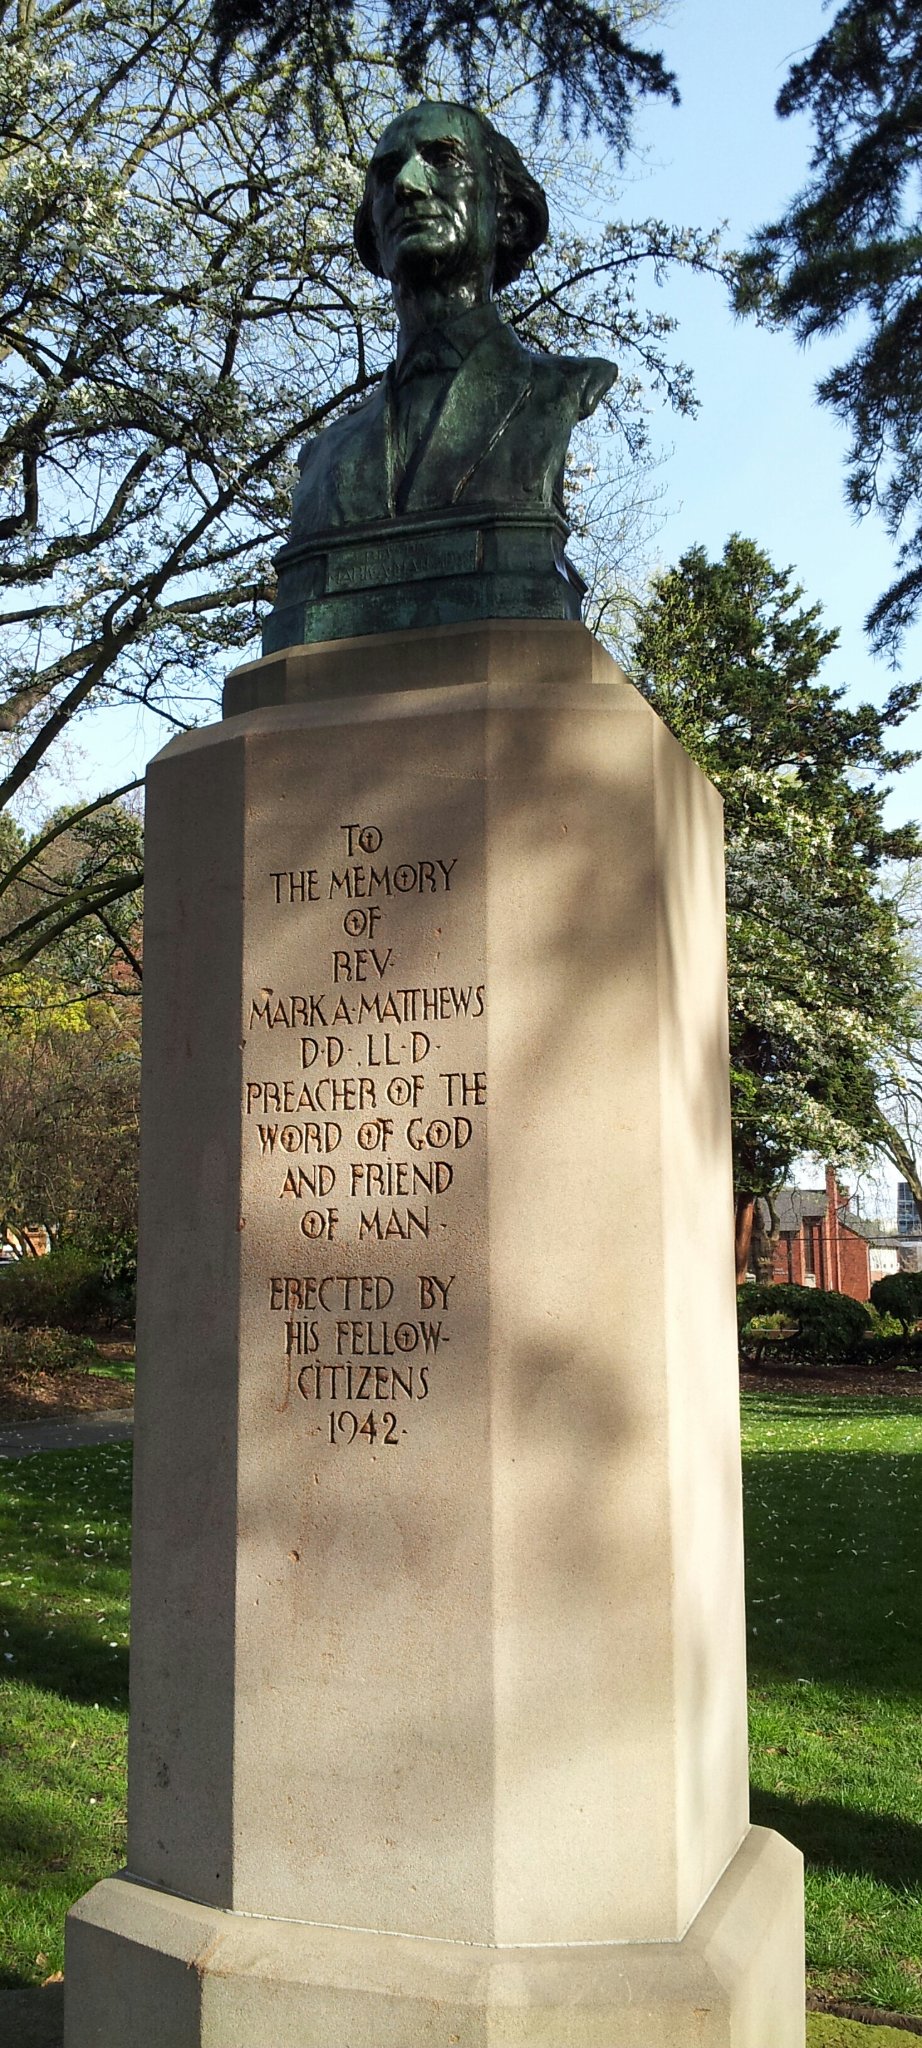 TO
THE MEMORY
OF
REV·
MARK·A·MATTHEWS
D·D·, LL·D·
PREACHER OF THE
WORD OF GOD
AND FRIEND
OF MAN·
ERECTED BY
HIS FELLOW-
CITIZENS
·1942·